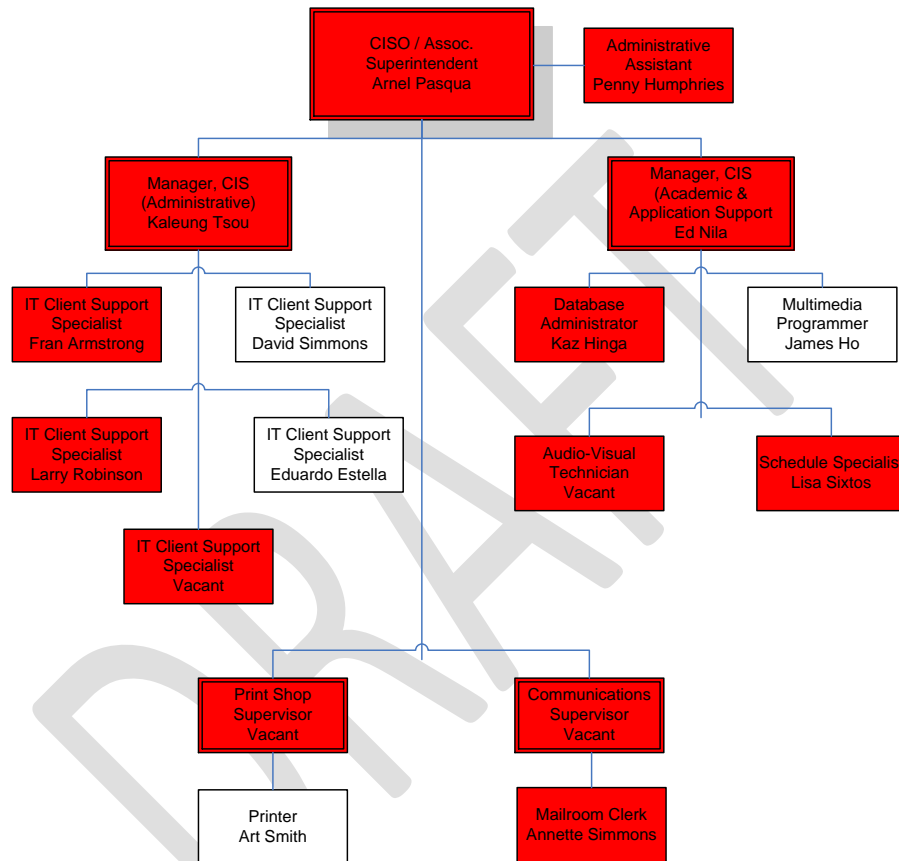 CISO / Assoc.
Superintendent
Arnel Pasqua
Administrative
Assistant
Penny Humphries
Manager, CIS
(Administrative)
Kaleung Tsou
Manager, CIS
(Academic &
Application Support
Ed Nila
IT Client Support
Specialist
Fran Armstrong
IT Client Support
Specialist
David Simmons
Database
Administrator
Kaz Hinga
Multimedia
Programmer
James Ho
IT Client Support
Specialist
Larry Robinson
IT Client Support
Specialist
Eduardo Estella
Audio-Visual
Technician
Vacant
Schedule Specialis
Lisa Sixtos
IT Client Support
Specialist
Vacant
Print Shop
Supervisor
Vacant
Communications
Supervisor
Vacant
Printer
Art Smith
Mailroom Clerk
Annette Simmons
DRAFT